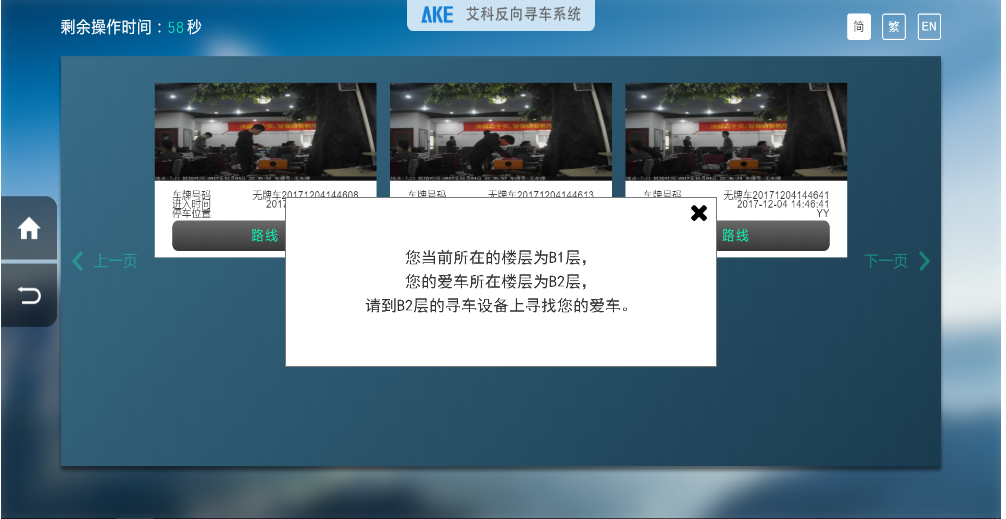 剩余操作时间：58秒
AKE 艾科反向寻车系统
简 繁 EN
车牌号码 无牌车20171204144608
进入时间 201
停车位置
路线
车牌号码 无牌车20171204144613
车牌号码 无牌车20171204144641
2017-12-04 14:46:41
YY
路线
上一页
下一页
您当前所在的楼层为B1层，
您的爱车所在楼层为B2层，
请到B2层的寻车设备上寻找您的爱车。